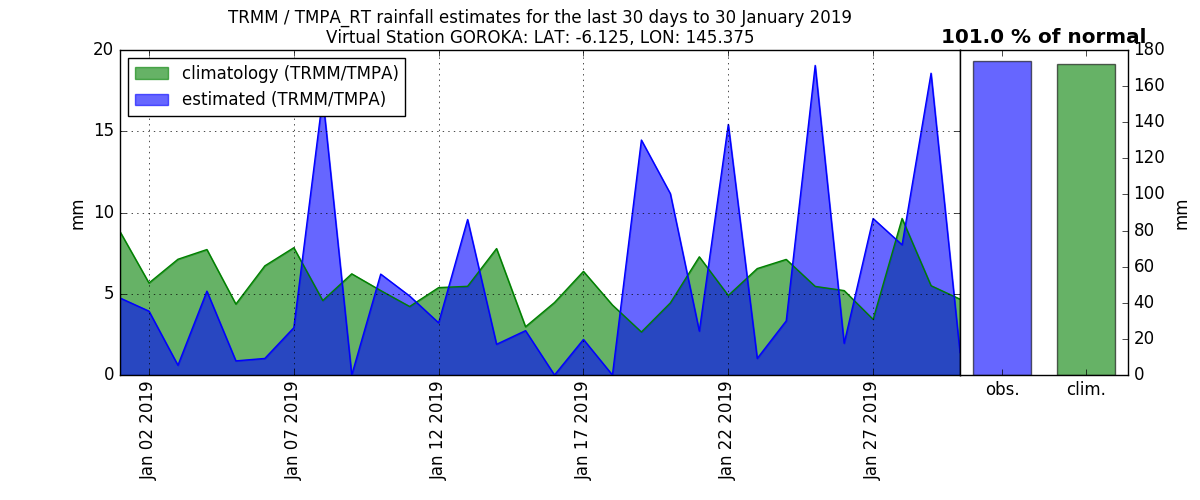 TRMM / TMPA_RT rainfall estimates for the last 30 days to 30 January 2019
Virtual Station GOROKA: LAT: -6.125, LON: 145.375
101.0 % of normal
climatology (TRMM/TMPA)
estimated (TRMM/TMPA)
20
15
10
5
0
mm
Jan 02 2019
Jan 07 2019
Jan 12 2019
Jan 17 2019
Jan 22 2019
Jan 27 2019
obs.
clim.
180
160
140
120
100
80
60
40
20
0
mm